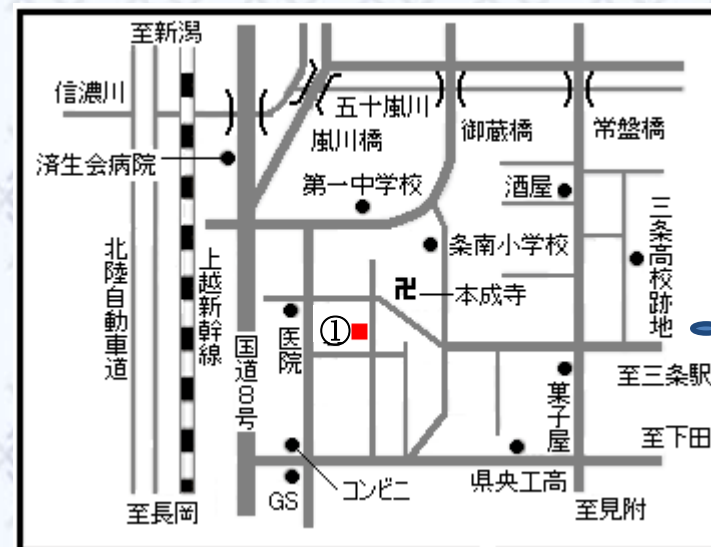 至新潟
信濃川
五十嵐川
嵐川橋
御蔵橋
常盤橋
済生会病院
第一中学校
酒屋
条南小学校
三条高校跡地
北陸自動車道
上越新幹線
卍
本成寺
医院
①
国道8号
至三条駅
菓子屋
至下田
コンビニ
県央工高
GS
至長岡
至見附